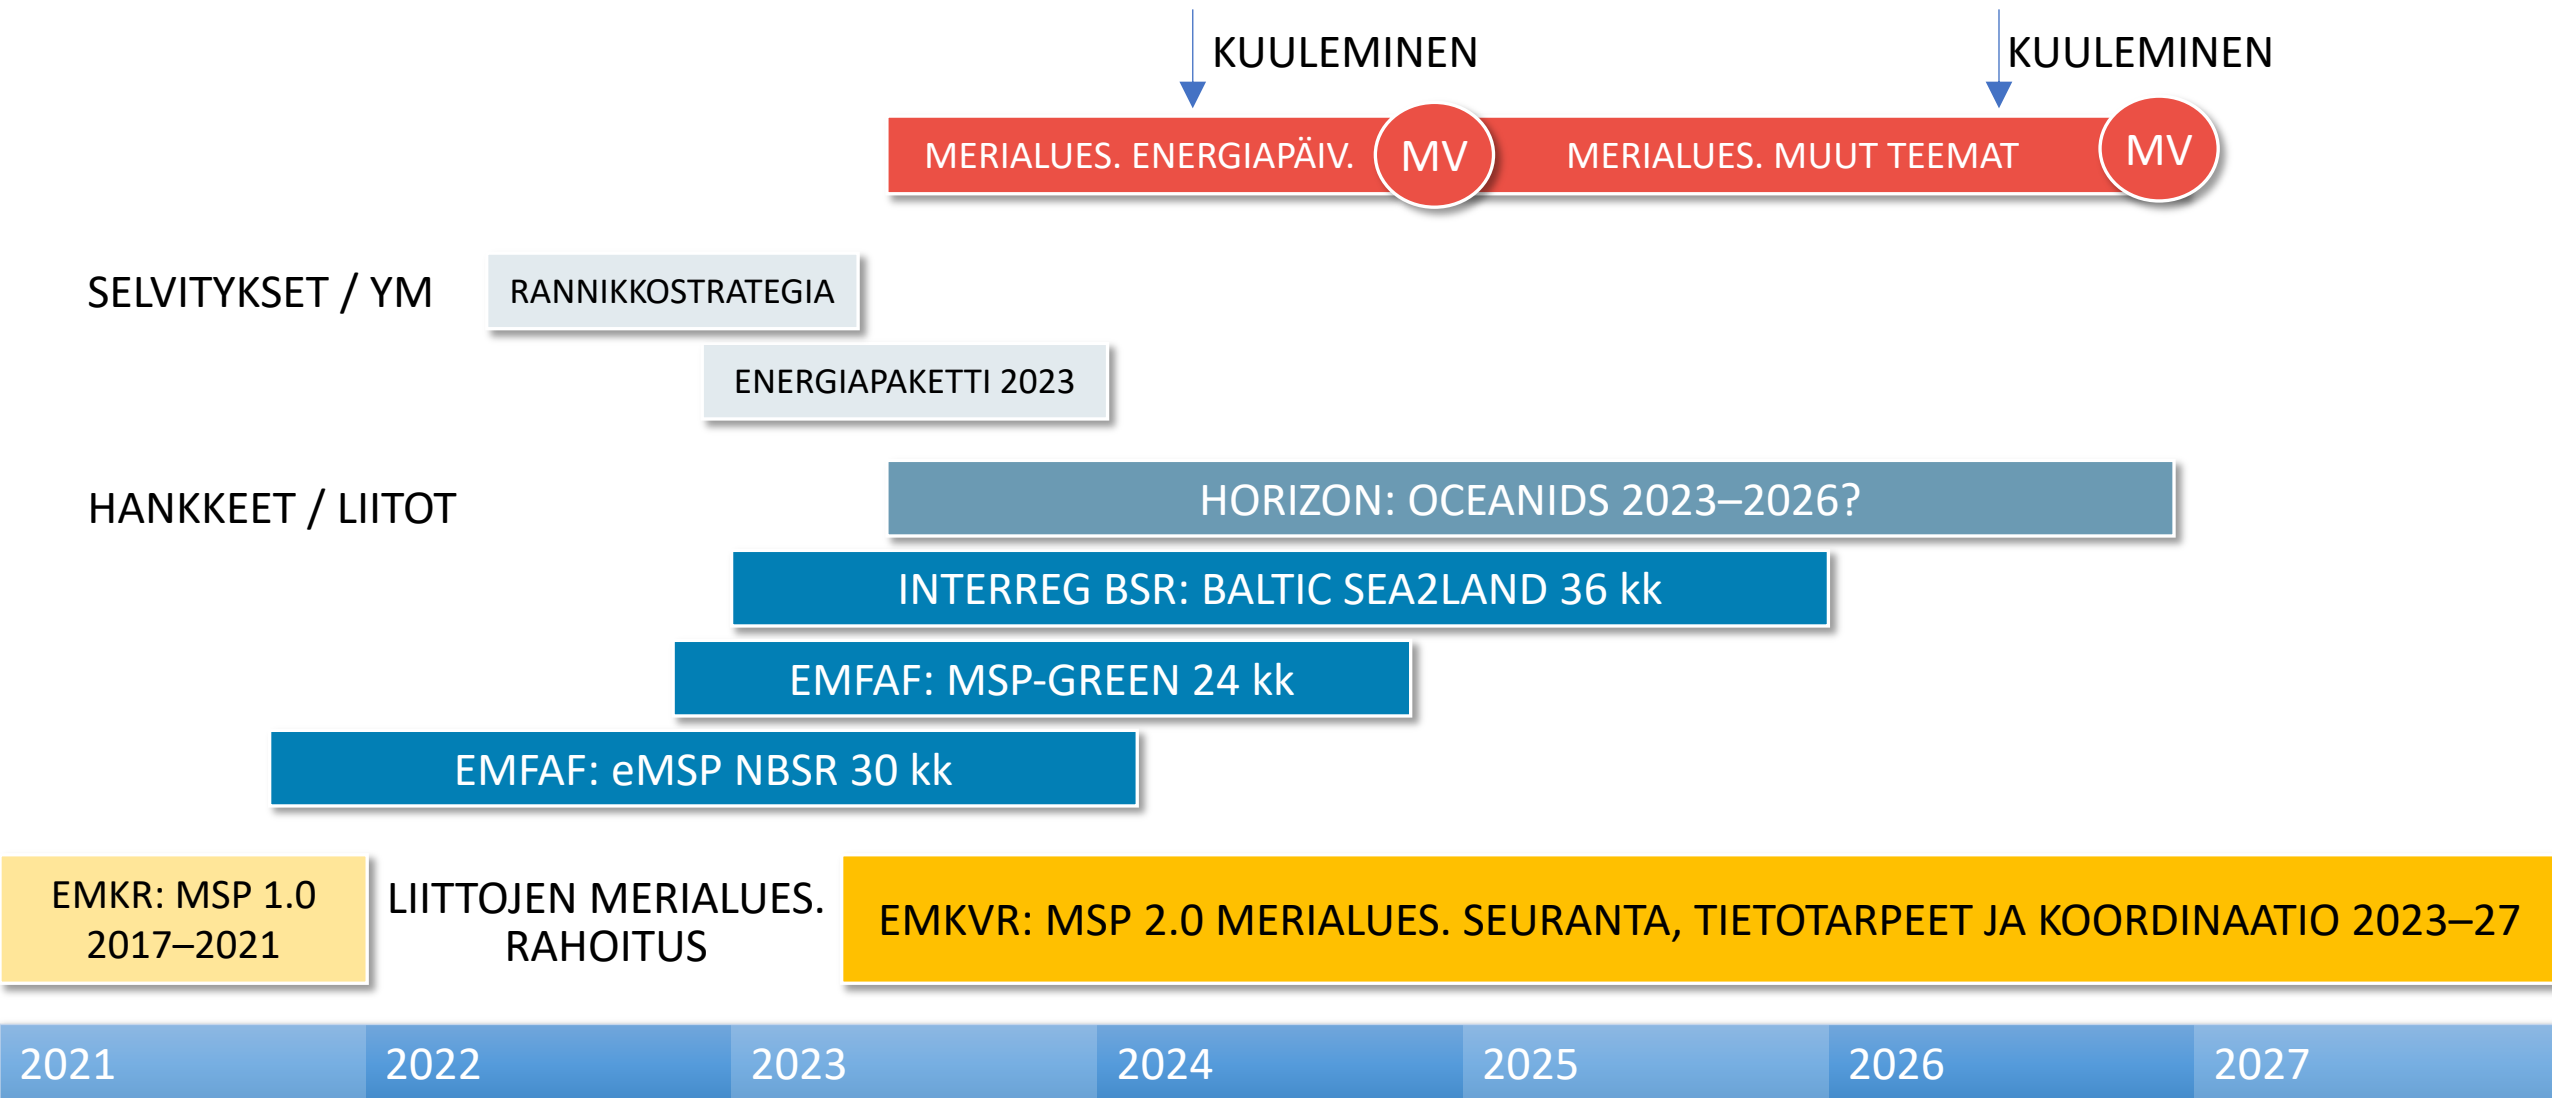 KUULEMINEN
KUULEMINEN
MERIALUES. ENERGIAPÄIV.
MV
MERIALUES. MUUT TEEMAT
MV
SELVITYKSET / YM
RANNIKKOSTRATEGIA
ENERGIAPAKETTI 2023
HANKKEET / LIITOT
HORIZON: OCEANIDS 2023–2026?
INTERREG BSR: BALTIC SEA2LAND 36 kk
EMFAF: MSP-GREEN 24 kk
EMFAF: eMSP NBSR 30 kk
EMKR: MSP 1.0
2017–2021
LIITTOJEN MERIALUES.
RAHOITUS
EMKVR: MSP 2.0 MERIALUES. SEURANTA, TIETOTARPEET JA KOORDINAATIO 2023–27
2021
2022
2023
2024
2025
2026
2027